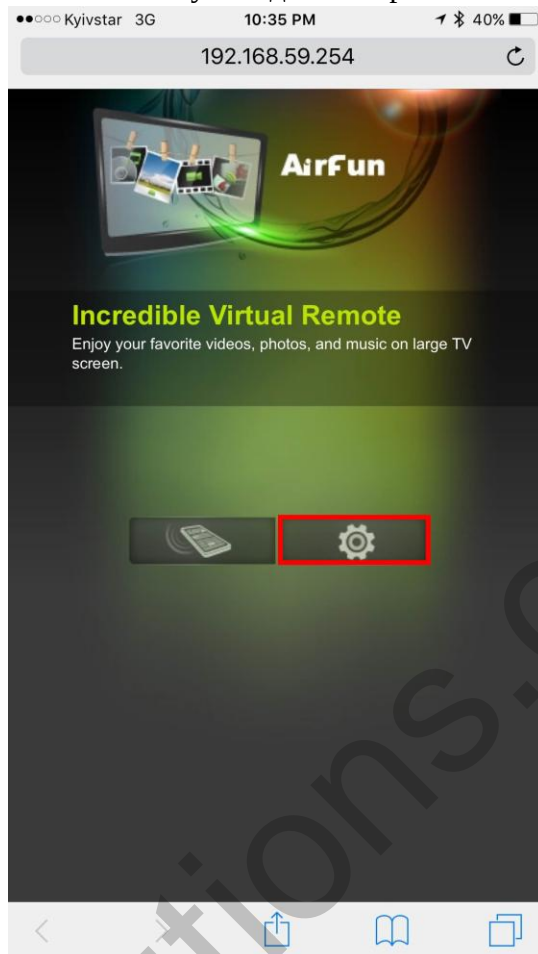 Kyivstar 3G 10:35 PM 40%
192.168.59.254
AirFun
Incredible Virtual Remote
Enjoy your favorite videos, photos, and music on large TV
screen.